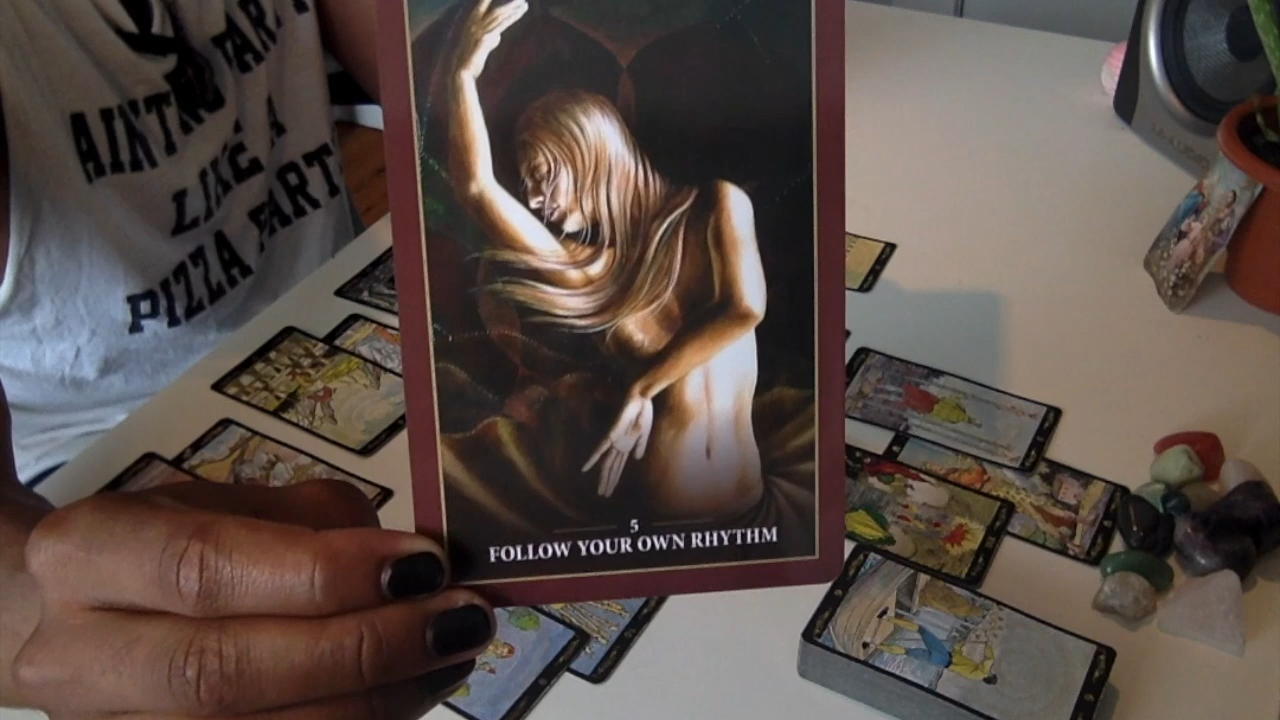 AIN'T NO PARTY
LIKE A
PIZZA PARTY
5
FOLLOW YOUR OWN RHYTHM